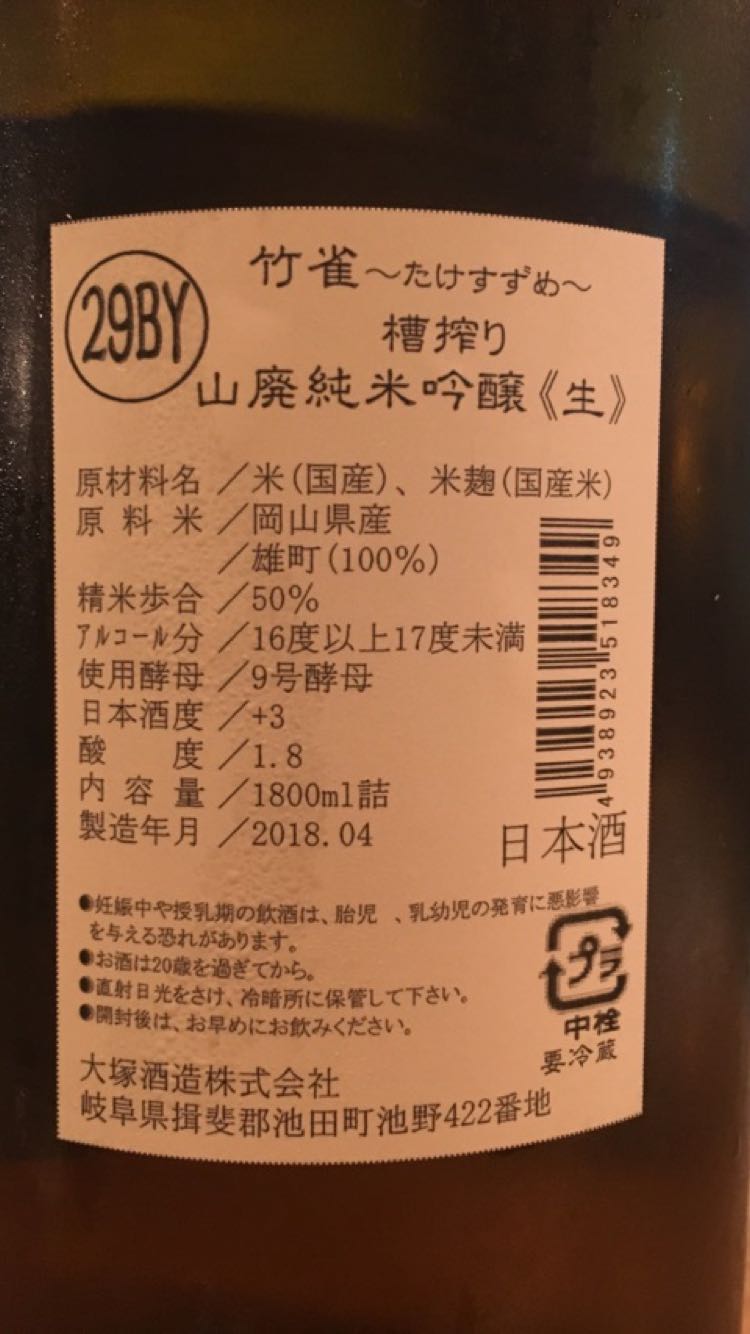 29BY
竹雀～たけすずめ～
槽搾り
山廃純米吟醸《生》
原材料名／米(国産)、米麹(国産米)
原料米／岡山県産
／雄町(100%)
精米歩合／50%
アルコール分／16度以上17度未満
使用酵母／9号酵母
日本酒度／+3
酸度／1.8
内容量／1800ml詰
製造年月／2018.04
4938923518349
日本酒
●妊娠中や授乳期の飲酒は、胎児 、乳幼児の発育に悪影響
を与える恐れがあります。
●お酒は20歳を過ぎてから。
●直射日光をさけ、冷暗所に保管して下さい。
●開封後は、お早めにお飲みください。
プラ
中栓
要冷蔵
大塚酒造株式会社
岐阜県揖斐郡池田町池野422番地